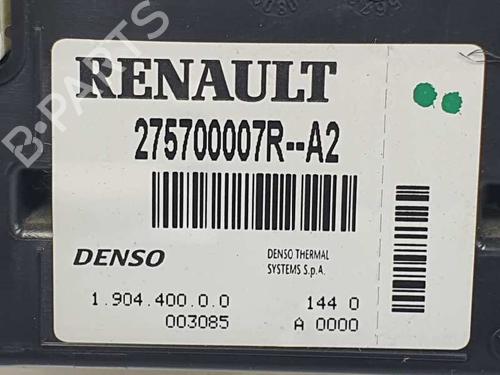 RENAULT
275700007R--A2
DENSO
DENSO THERMAL
SYSTEMS S.p.A.
1.904.400.0.0
144 0
003085
A 0000
B-PARTS